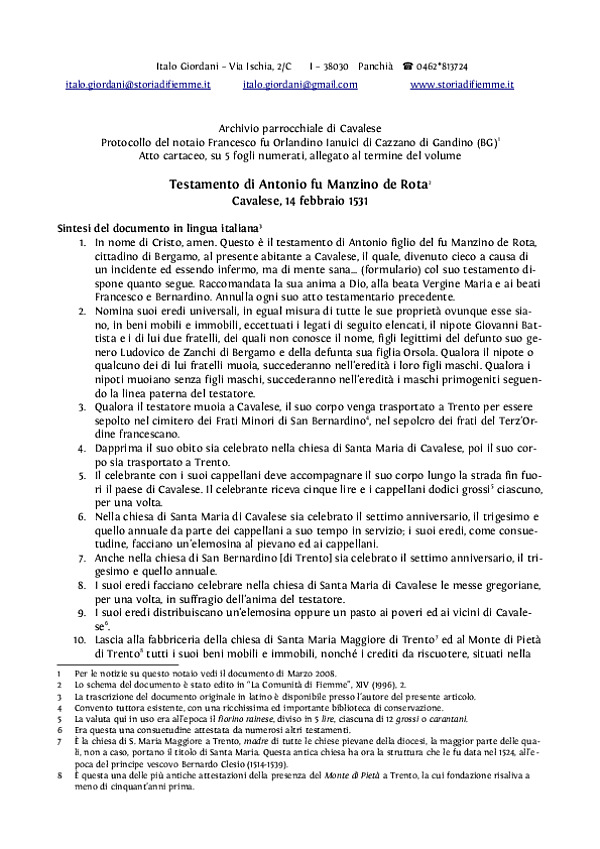 Italo Giordani – Via Ischia, 2/C I – 38030 Panchià ☎ 0462*813724
italo.giordani@storiadifiemme.it italo.giordani@gmail.com www.storiadifiemme.it
Archivio parrocchiale di Cavalese
Protocollo del notaio Francesco fu Orlandino Ianuici di Cazzano di Gandino (BG)1
Atto cartaceo, su 5 fogli numerati, allegato al termine del volume
Testamento di Antonio fu Manzino de Rota2
Cavalese, 14 febbraio 1531
Sintesi del documento in lingua italiana3
1. In nome di Cristo, amen. Questo è il testamento di Antonio figlio del fu Manzino de Rota,
cittadino di Bergamo, al presente abitante a Cavalese, il quale, divenuto cieco a causa di
un incidente ed essendo infermo, ma di mente sana... (formulario) col suo testamento di-
spone quanto segue. Raccomandata la sua anima a Dio, alla beata Vergine Maria e ai beati
Francesco e Bernardino. Annulla ogni suo atto testamentario precedente.
2. Nomina suoi eredi universali, in egual misura di tutte le sue proprietà ovunque esse sia-
no, in beni mobili e immobili, eccettuati i legati di seguito elencati, il nipote Giovanni Bat-
tista e i di lui due fratelli, dei quali non conosce il nome, figli legittimi del defunto suo ge-
nero Ludovico de Zanchi di Bergamo e della defunta sua figlia Orsola. Qualora il nipote o
qualcuno dei di lui fratelli muoia, succederanno nell'eredità i loro figli maschi. Qualora i
nipoti muoiano senza figli maschi, succederanno nell'eredità i maschi primogeniti seguen-
do la linea paterna del testatore.
3. Qualora il testatore muoia a Cavalese, il suo corpo venga trasportato a Trento per essere
sepolto nel cimitero dei Frati Minori di San Bernardino4, nel sepolcro dei frati del Terz'Or-
dine francescano.
4. Dapprima il suo obito sia celebrato nella chiesa di Santa Maria di Cavalese, poi il suo cor-
po sia trasportato a Trento.
5. Il celebrante con i suoi cappellani deve accompagnare il suo corpo lungo la strada fin fuo-
ri il paese di Cavalese. Il celebrante riceva cinque lire e i cappellani dodici grossi5 ciascuno,
per una volta.
6. Nella chiesa di Santa Maria di Cavalese sia celebrato il settimo anniversario, il trigesimo e
quello annuale da parte dei cappellani a suo tempo in servizio; i suoi eredi, come consue-
tudine, facciano un'elemosina al pievano ed ai cappellani.
7. Anche nella chiesa di San Bernardino [di Trento] sia celebrato il settimo anniversario, il tri-
gesimo e quello annuale.
8. I suoi eredi facciano celebrare nella chiesa di Santa Maria di Cavalese le messe gregoriane,
per una volta, in suffragio dell'anima del testatore.
9. I suoi eredi distribuiscano un'elemosina oppure un pasto ai poveri ed ai vicini di Cavale-
se6.
10. Lascia alla fabbriceria della chiesa di Santa Maria Maggiore di Trento7 ed al Monte di Pietà
di Trento8 tutti i suoi beni mobili e immobili, nonché i crediti da riscuotere, situati nella
1 Per le notizie su questo notaio vedi il documento di Marzo 2008.
2 Lo schema del documento è stato edito in "La Comunità di Fiemme", XIV (1996), 2.
3 La trascrizione del documento originale in latino è disponibile presso l'autore del presente articolo.
4 Convento tuttora esistente, con una ricchissima ed importante biblioteca di conservazione.
5 La valuta qui in uso era all'epoca il fiorino rainese, diviso in 5 lire, ciascuna di 12 grossi o carantani.
6 Era questa una consuetudine attestata da numerosi altri testamenti.
7 È la chiesa di S. Maria Maggiore a Trento, madre di tutte le chiese pievane della diocesi, la maggior parte delle qua-
li, non a caso, portano il titolo di Santa Maria. Questa antica chiesa ha ora la struttura che le fu data nel 1524, all'e-
poca del principe vescovo Bernardo Clesio (1514-1539).
8 È questa una delle più antiche attestazioni della presenza del Monte di Pietà a Trento, la cui fondazione risaliva a
meno di cinquant'anni prima.